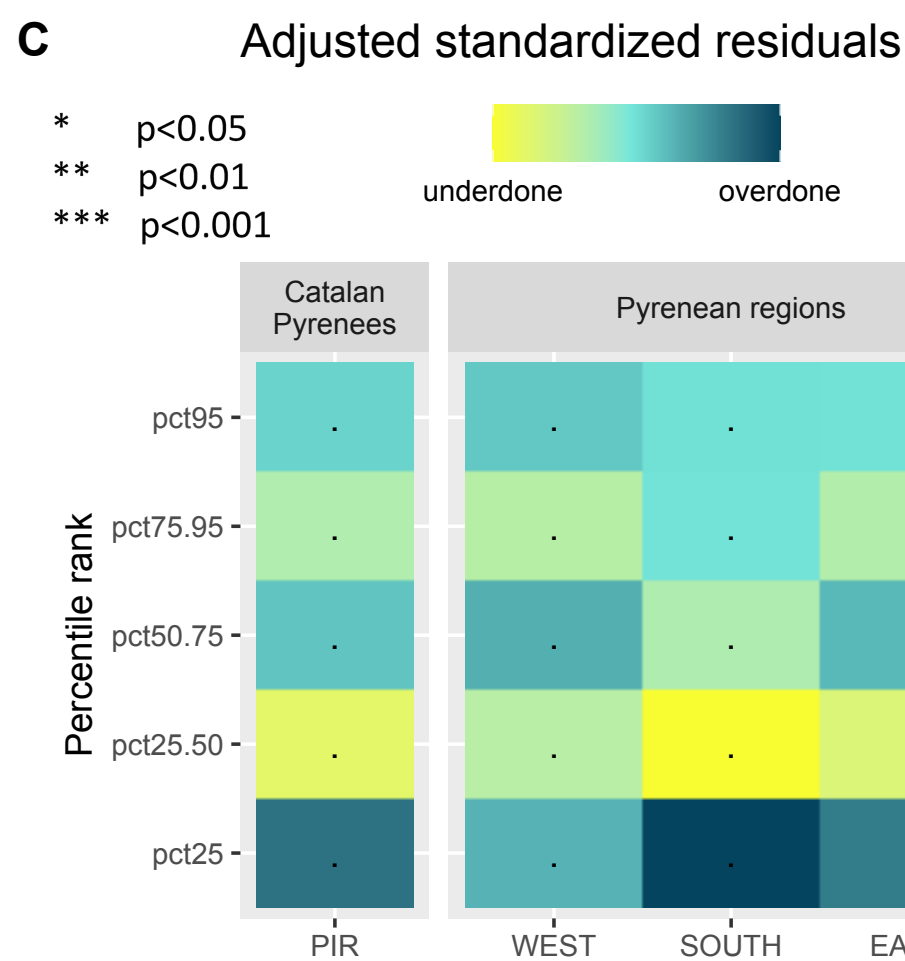 C Adjusted standardized residuals
* p<0.05
** p<0.01
*** p<0.001
underdone overdone
Catalan
Pyrenees
Pyrenean regions
Percentile rank
pct95
pct75.95
pct50.75
pct25.50
pct25
PIR WEST SOUTH EA